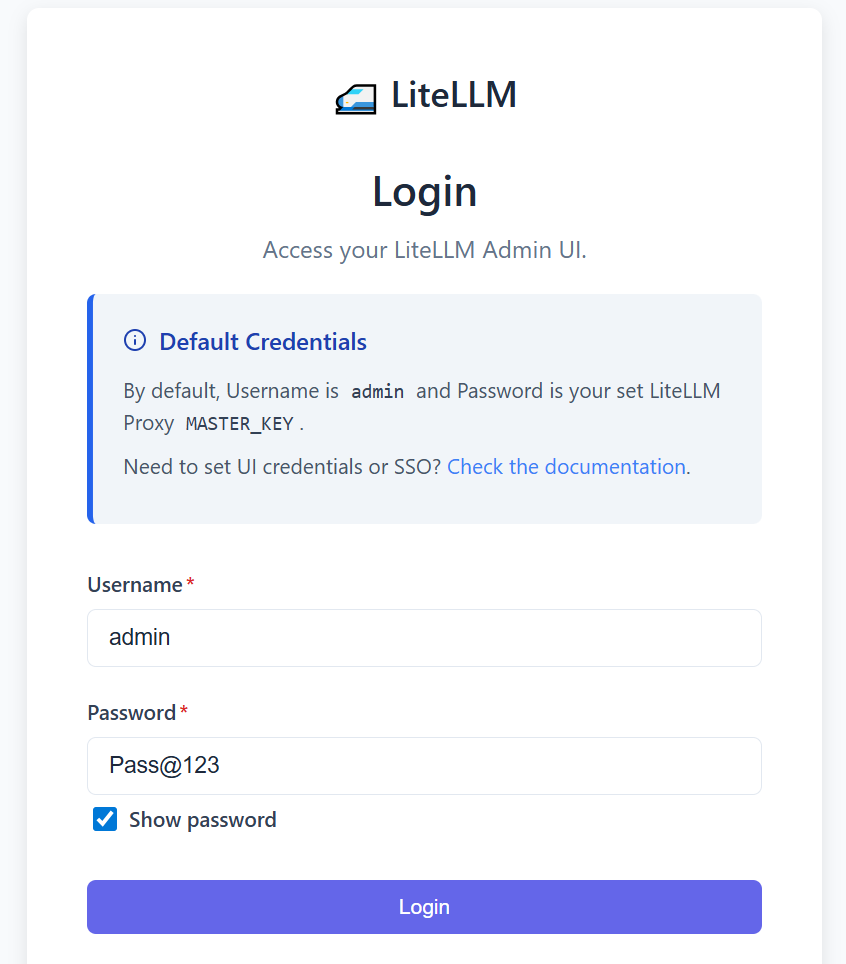 LiteLLM
Login
Access your LiteLLM Admin UI.
Default Credentials
By default, Username is admin and Password is your set LiteLLM
Proxy MASTER_KEY.
Need to set UI credentials or SSO? Check the documentation.
Username*
admin
Password*
Pass@123
Show password
Login